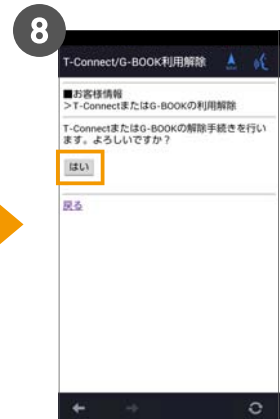 8
T-Connect/G-BOOK利用解除
■お客様情報
>T-ConnectまたはG-BOOKの利用解除
T-ConnectまたはG-BOOKの解除手続きを行い
ます。よろしいですか？
はい
戻る